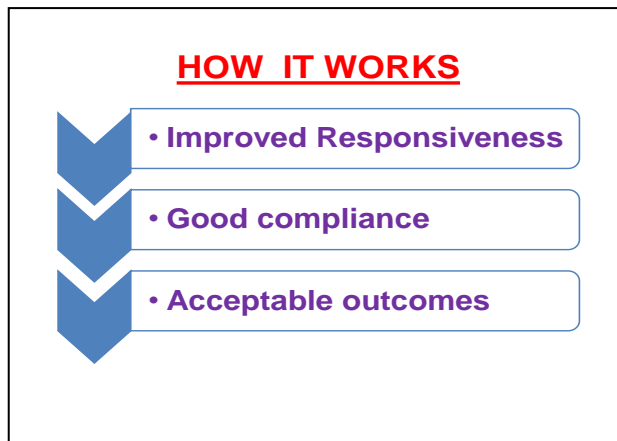 HOW  IT WORKS
• Improved Responsiveness
• Good compliance
• Acceptable outcomes